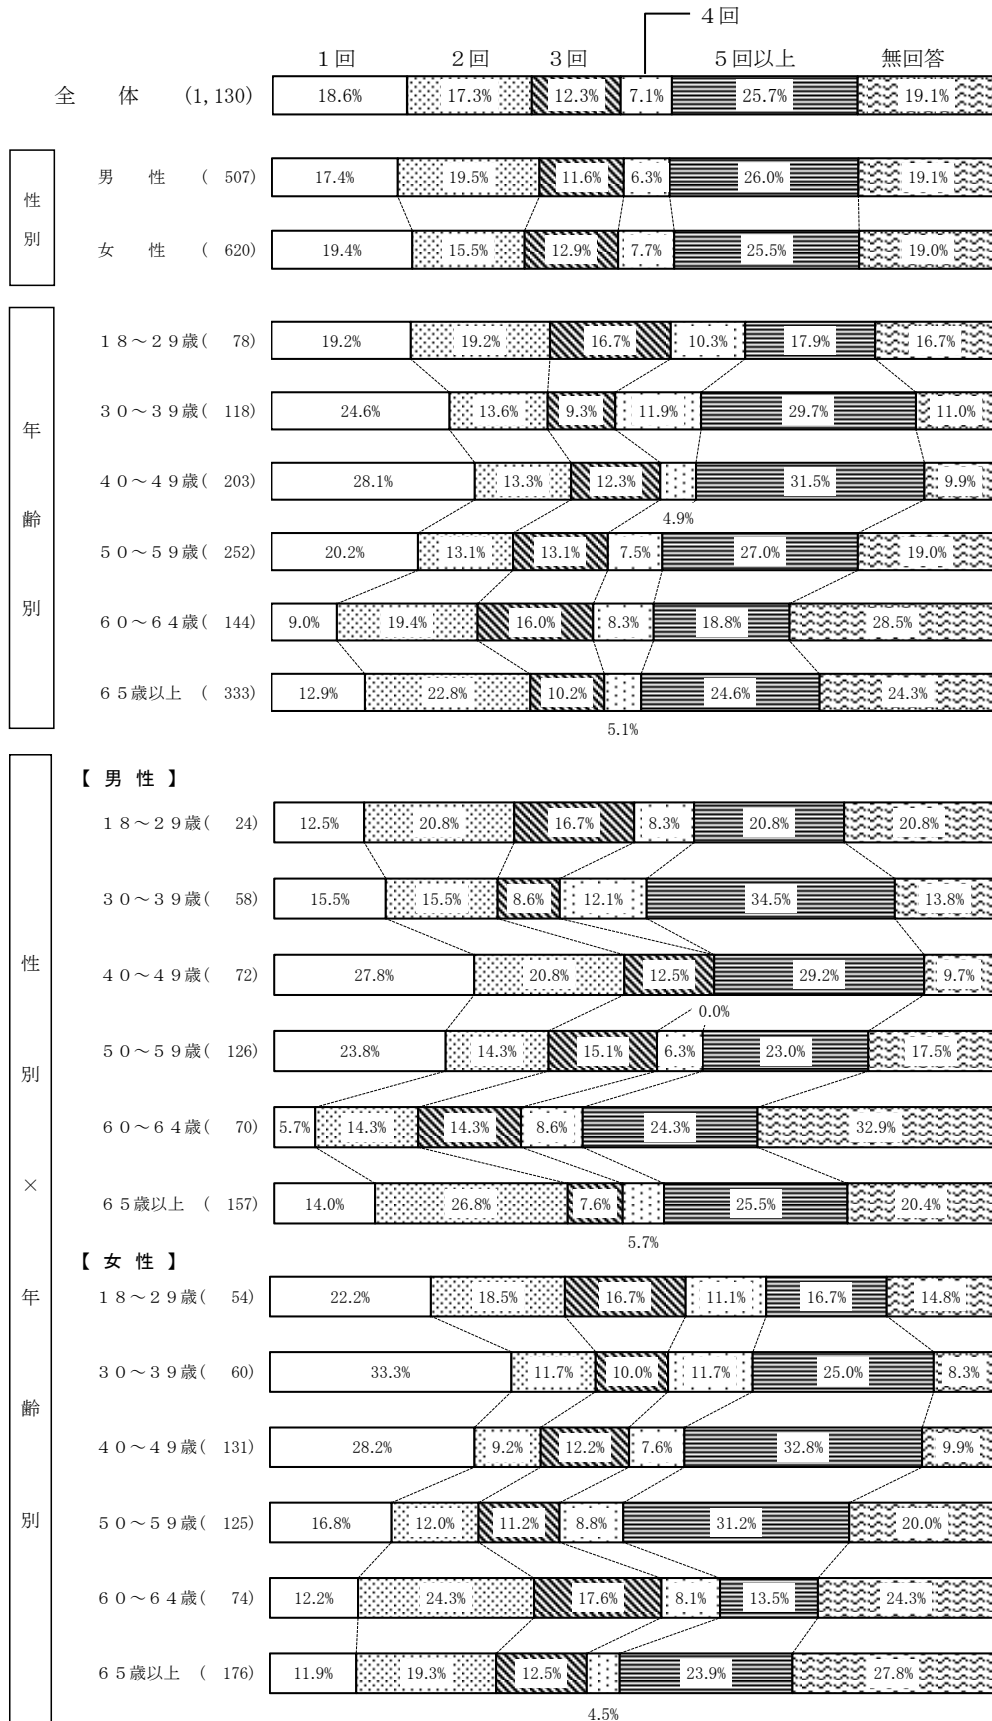 ４回
１回 ２回 ３回 ５回以上 無回答
全 体 (1,130) 18.6% 17.3% 12.3% 7.1% 25.7% 19.1%
性別
男 性 ( 507) 17.4% 19.5% 11.6% 6.3% 26.0% 19.1%
女 性 ( 620) 19.4% 15.5% 12.9% 7.7% 25.5% 19.0%
年齢別
１８～２９歳( 78) 19.2% 19.2% 16.7% 10.3% 17.9% 16.7%
３０～３９歳( 118) 24.6% 13.6% 9.3% 11.9% 29.7% 11.0%
４０～４９歳( 203) 28.1% 13.3% 12.3% 31.5% 9.9%
4.9%
５０～５９歳( 252) 20.2% 13.1% 13.1% 7.5% 27.0% 19.0%
６０～６４歳( 144) 9.0% 19.4% 16.0% 8.3% 18.8% 28.5%
６５歳以上 ( 333) 12.9% 22.8% 10.2% 24.6% 24.3%
5.1%
性別×年齢別
【 男 性 】
１８～２９歳( 24) 12.5% 20.8% 16.7% 8.3% 20.8% 20.8%
３０～３９歳( 58) 15.5% 15.5% 8.6% 12.1% 34.5% 13.8%
４０～４９歳( 72) 27.8% 20.8% 12.5% 29.2% 9.7%
0.0%
５０～５９歳( 126) 23.8% 14.3% 15.1% 6.3% 23.0% 17.5%
６０～６４歳( 70) 5.7% 14.3% 14.3% 8.6% 24.3% 32.9%
６５歳以上 ( 157) 14.0% 26.8% 7.6% 25.5% 20.4%
5.7%
【 女 性 】
１８～２９歳( 54) 22.2% 18.5% 16.7% 11.1% 16.7% 14.8%
３０～３９歳( 60) 33.3% 11.7% 10.0% 11.7% 25.0% 8.3%
４０～４９歳( 131) 28.2% 9.2% 12.2% 7.6% 32.8% 9.9%
５０～５９歳( 125) 16.8% 12.0% 11.2% 8.8% 31.2% 20.0%
６０～６４歳( 74) 12.2% 24.3% 17.6% 8.1% 13.5% 24.3%
６５歳以上 ( 176) 11.9% 19.3% 12.5% 23.9% 27.8%
4.5%